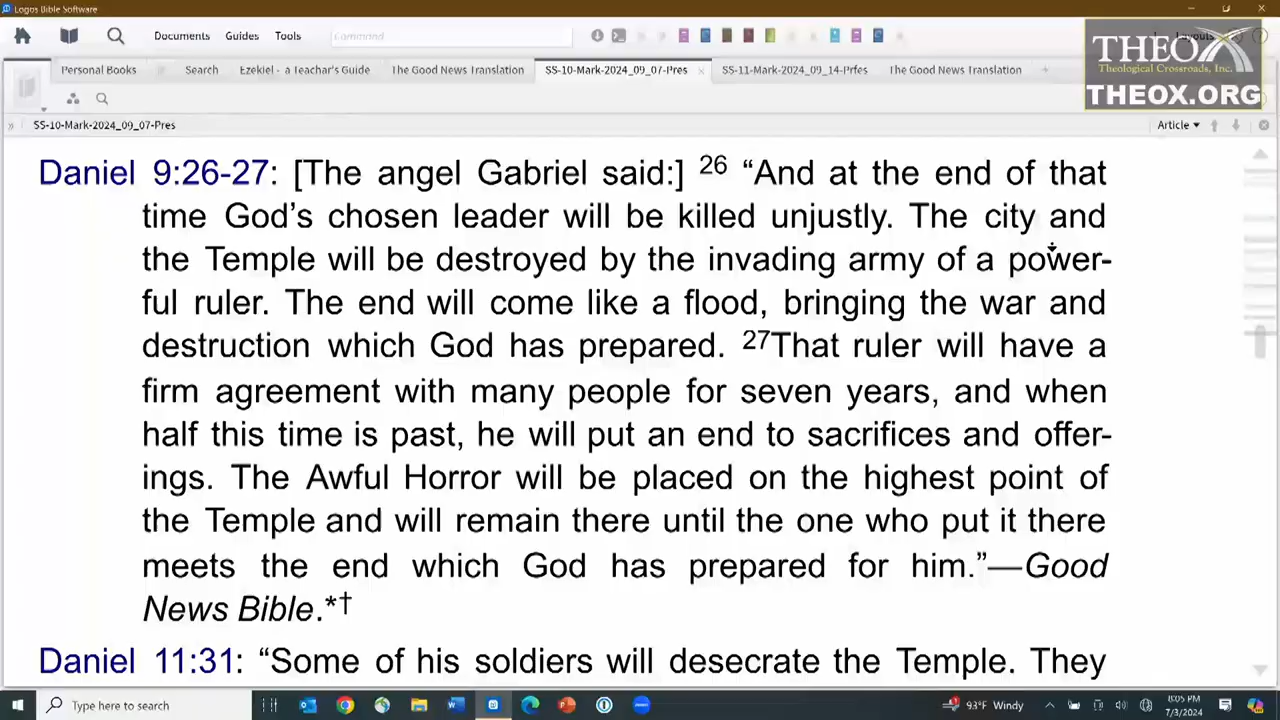 Logos Bible Software
Documents Guides Tools Command Layouts
THEOX
Theological Crossroads, Inc.
THEOX.ORG
Personal Books Search Ezekiel - a Teacher's Guide SS-10-Mark-2024_09_07-Pres SS-11-Mark-2024_09_14-Prfes The Good News Translation
SS-10-Mark-2024_09_07-Pres Article
Daniel 9:26-27: [The angel Gabriel said:] 26 “And at the end of that
time God’s chosen leader will be killed unjustly. The city and
the Temple will be destroyed by the invading army of a power-
ful ruler. The end will come like a flood, bringing the war and
destruction which God has prepared. 27That ruler will have a
firm agreement with many people for seven years, and when
half this time is past, he will put an end to sacrifices and offer-
ings. The Awful Horror will be placed on the highest point of
the Temple and will remain there until the one who put it there
meets the end which God has prepared for him.”—Good
News Bible.*†
Daniel 11:31: “Some of his soldiers will desecrate the Temple. They
Type here to search 93°F Windy 8:05 PM
7/3/2024